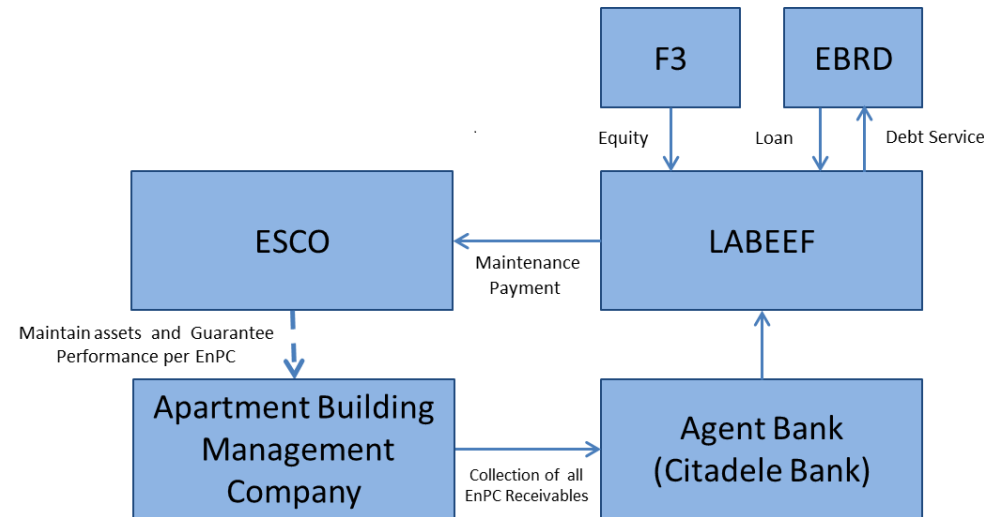 F3
EBRD
Equity
Loan
Debt Service
ESCO
LABEEF
Maintenance
Payment
Maintain assets and Guarantee
Performance per EnPC
Apartment Building
Management
Company
Collection of all
EnPC Receivables
Agent Bank
(Citadele Bank)